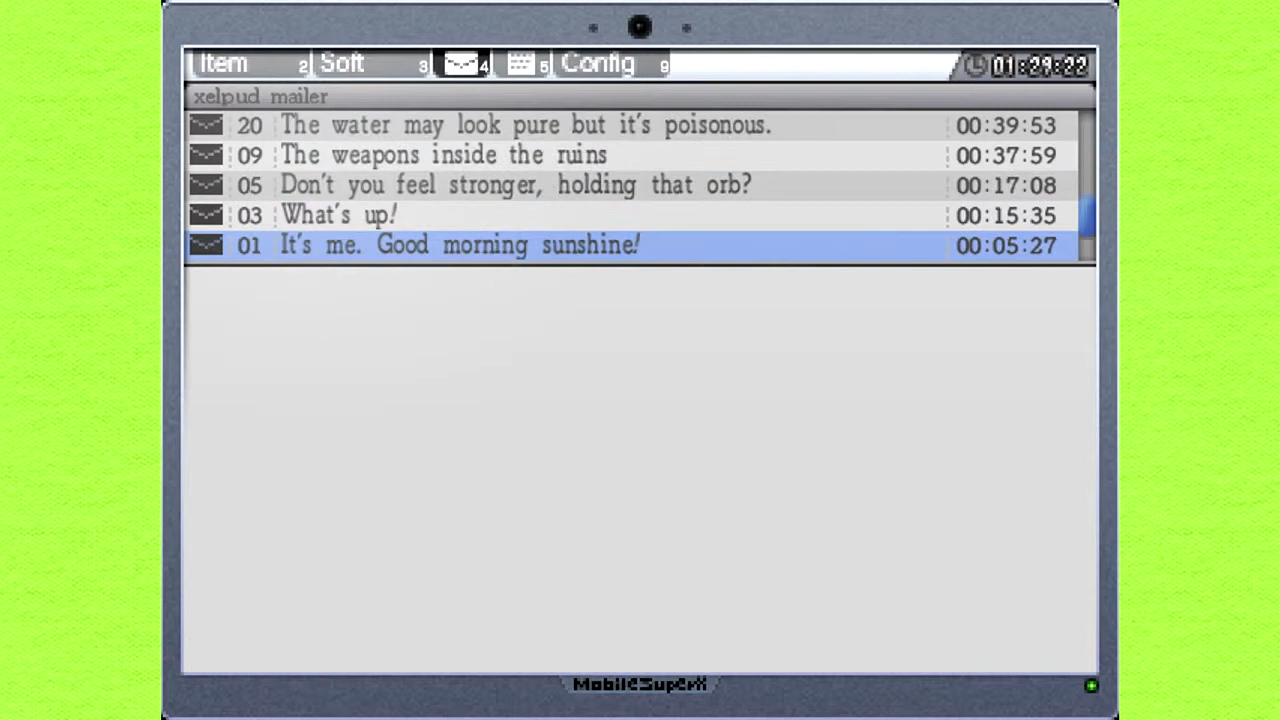 Item 2 Soft 3 4 5 Config 9 01:29:22
xelpud mailer
20 The water may look pure but it's poisonous. 00:39:53
09 The weapons inside the ruins 00:37:59
05 Don't you feel stronger, holding that orb? 00:17:08
03 What's up! 00:15:35
01 It's me. Good morning sunshine! 00:05:27
MobileSuperX